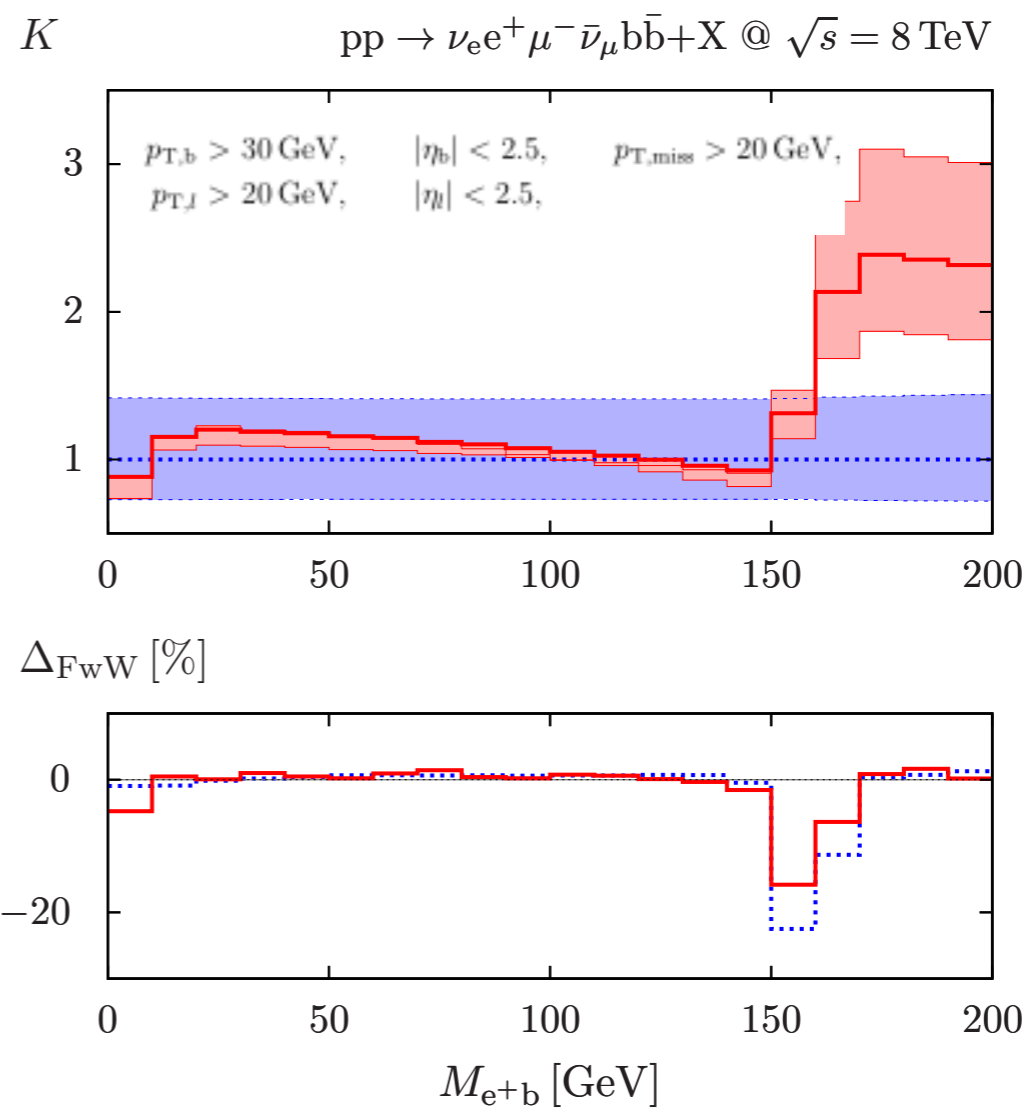 K pp → νₑe⁺μ⁻ν̄_μbb̄+X @ √s = 8 TeV
p_T,b > 30 GeV, |η_b| < 2.5, p_T,miss > 20 GeV,
p_T,l > 20 GeV, |η_l| < 2.5,
3
2
1
0 50 100 150 200
Δ_FwW [%]
0
−20
0 50 100 150 200
M_e⁺b [GeV]